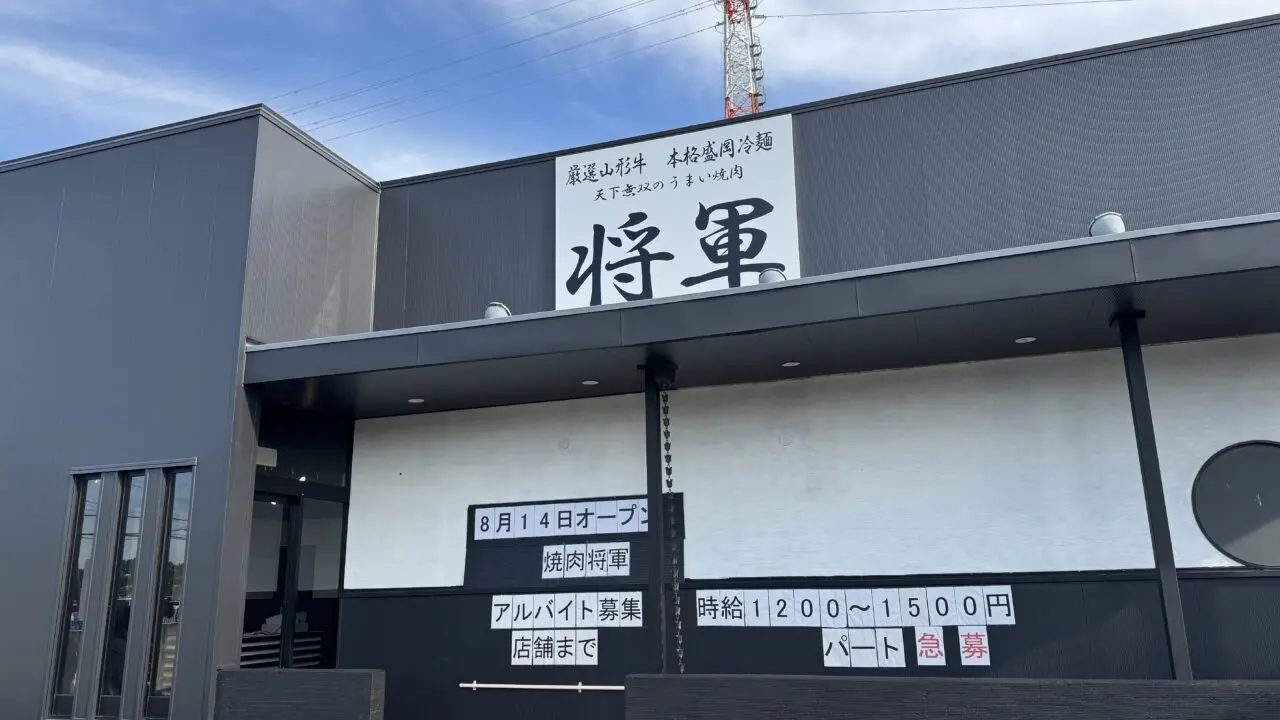 厳選山形牛 本格盛岡冷麺
天下無双のうまい焼肉
将軍
8月14日オープン
焼肉将軍
アルバイト募集
店舗まで
時給1200～1500円
パート急募